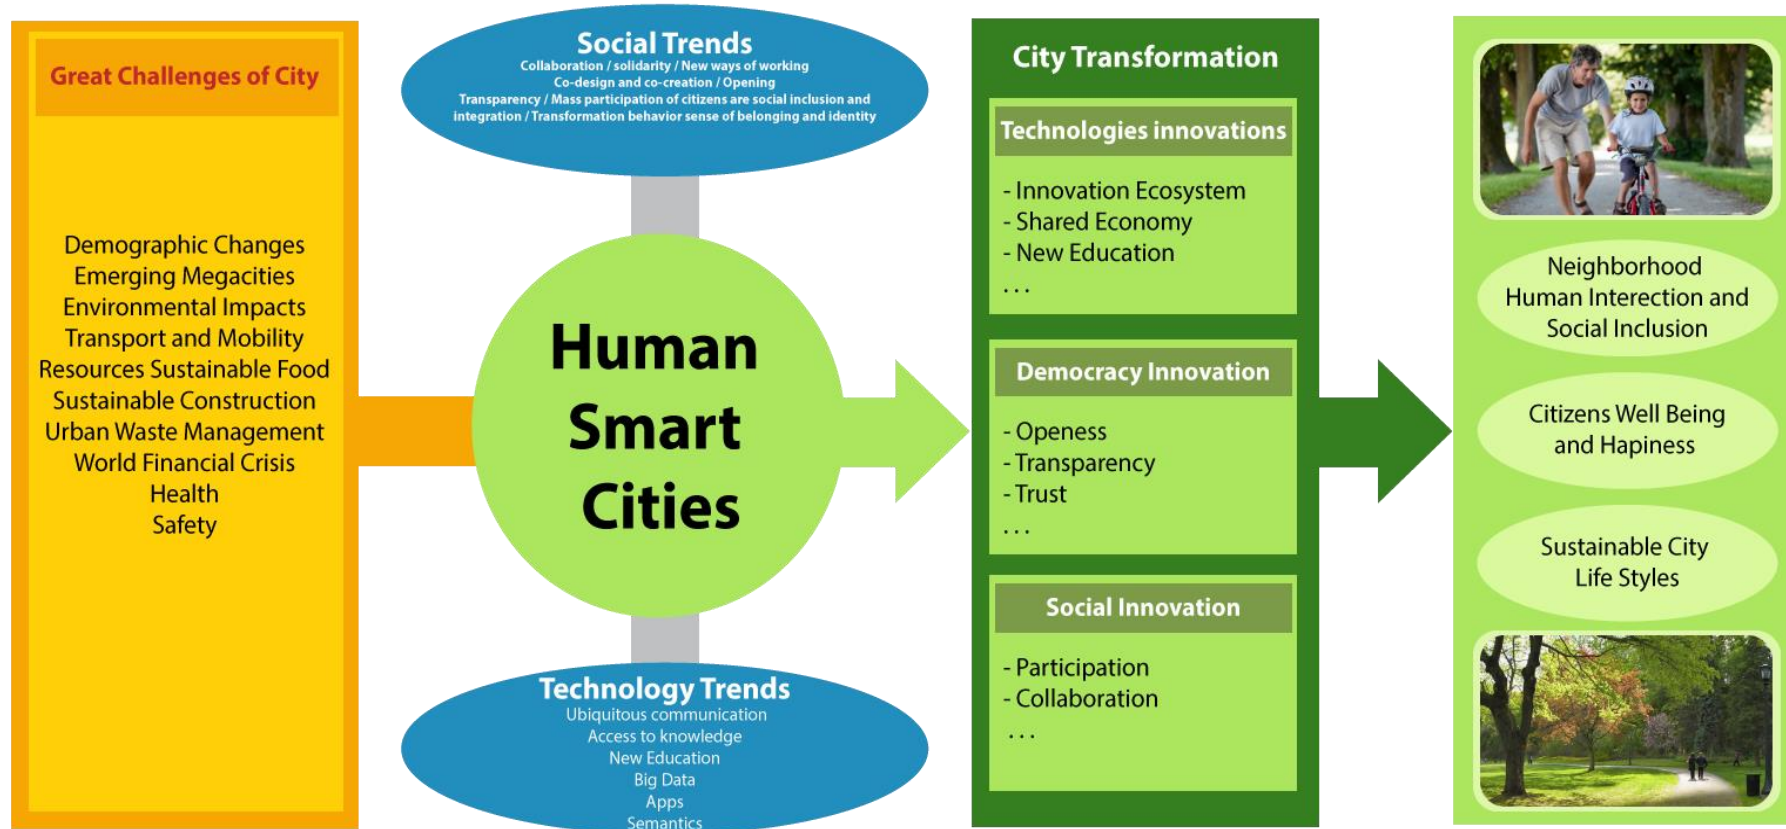 Great Challenges of City
Demographic Changes
Emerging Megacities
Environmental Impacts
Transport and Mobility
Resources Sustainable Food
Sustainable Construction
Urban Waste Management
World Financial Crisis
Health
Safety
Social Trends
Collaboration / solidarity / New ways of working
Co-design and co-creation / Opening
Transparency / Mass participation of citizens are social inclusion and
integration / Transformation behavior sense of belonging and identity
Human
Smart
Cities
Technology Trends
Ubiquitous communication
Access to knowledge
New Education
Big Data
Apps
Semantics
City Transformation
Technologies innovations
- Innovation Ecosystem
- Shared Economy
- New Education
. . .
Democracy Innovation
- Openess
- Transparency
- Trust
. . .
Social Innovation
- Participation
- Collaboration
. . .
Neighborhood
Human Interection and
Social Inclusion
Citizens Well Being
and Hapiness
Sustainable City
Life Styles